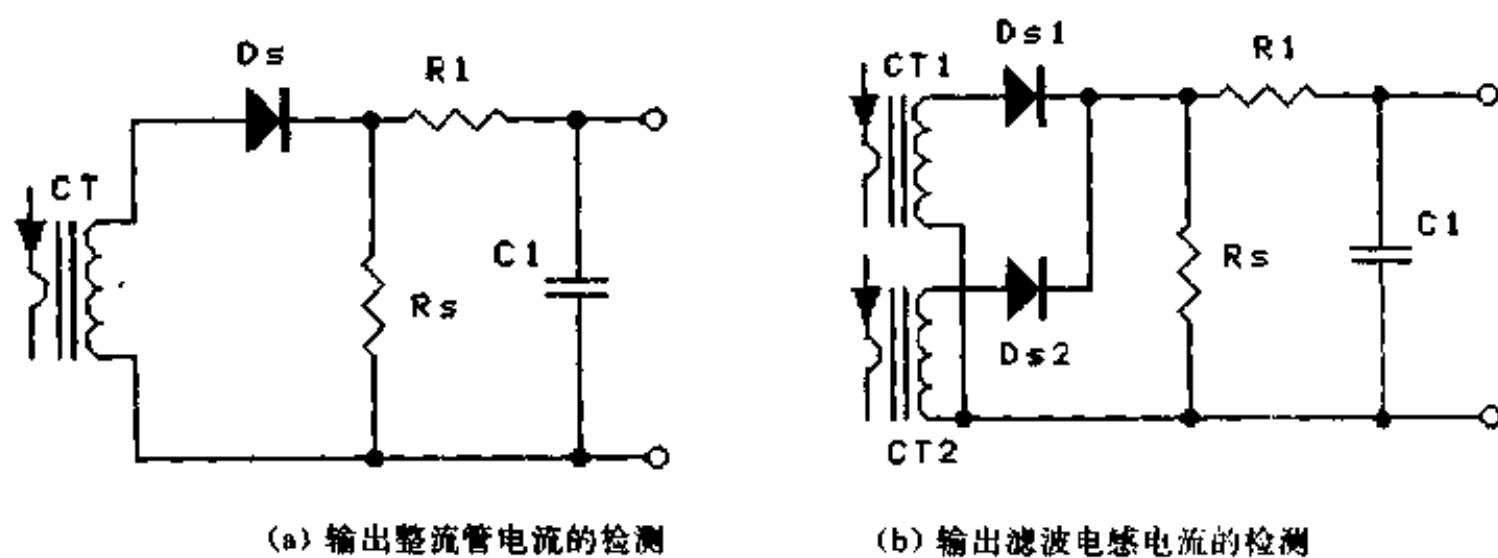 Ds
R1
CT
Rs
C1
(a) 输出整流管电流的检测
Ds1
R1
CT1
Rs
C1
Ds2
CT2
(b) 输出滤波电感电流的检测